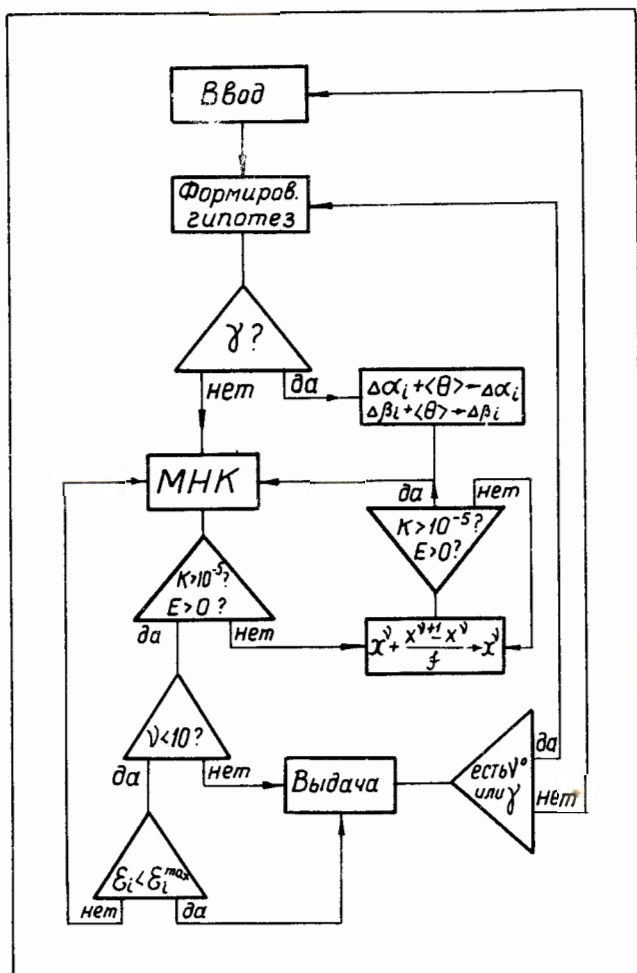 Ввод
Формиров.
гипотез
γ?
нет
да
Δα_i + <θ> → Δα_i
Δβ_i + <θ> → Δβ_i
МНК
да
нет
K > 10⁻⁵?
E > 0?
K > 10⁻⁵?
E > 0?
да
нет
x^ν + (x^{ν+1} - x^ν)/f → x^ν
ν < 10?
да
нет
Выдача
есть V°
или γ
да
нет
ε_i < ε_i^max
нет
да